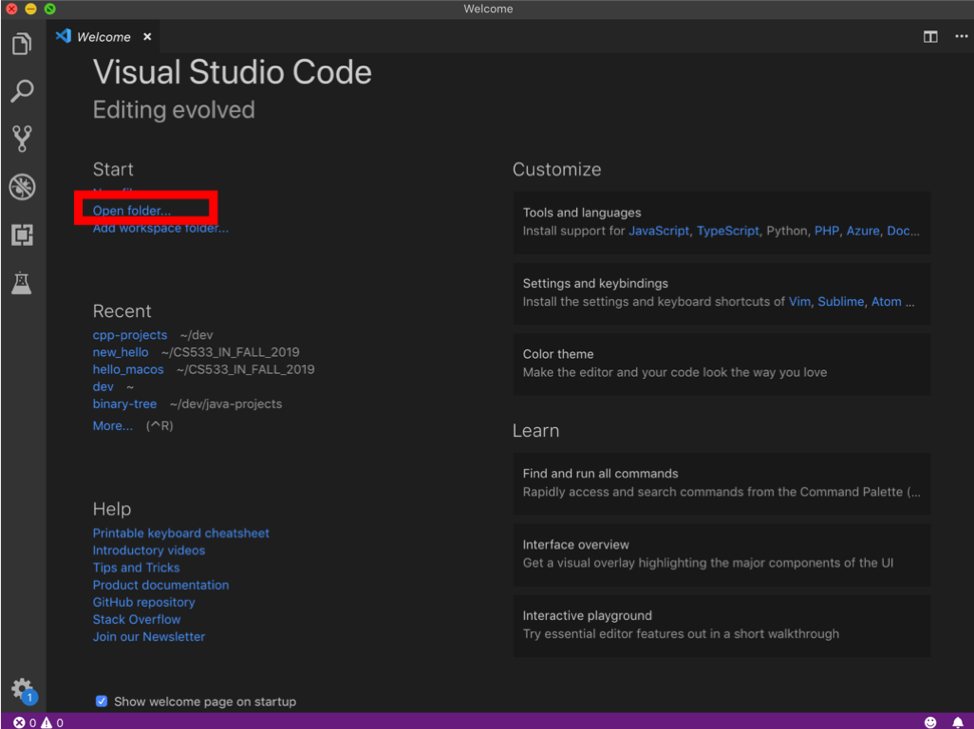 Welcome
Welcome
Visual Studio Code
Editing evolved
Start
Open folder...
Add workspace folder...
Recent
cpp-projects ~/dev
new_hello ~/CS533_IN_FALL_2019
hello_macos ~/CS533_IN_FALL_2019
dev ~
binary-tree ~/dev/java-projects
More... (^R)
Help
Printable keyboard cheatsheet
Introductory videos
Tips and Tricks
Product documentation
GitHub repository
Stack Overflow
Join our Newsletter
Show welcome page on startup
Customize
Tools and languages
Install support for JavaScript, TypeScript, Python, PHP, Azure, Doc...
Settings and keybindings
Install the settings and keyboard shortcuts of Vim, Sublime, Atom ...
Color theme
Make the editor and your code look the way you love
Learn
Find and run all commands
Rapidly access and search commands from the Command Palette (...
Interface overview
Get a visual overlay highlighting the major components of the UI
Interactive playground
Try essential editor features out in a short walkthrough
1
0 0